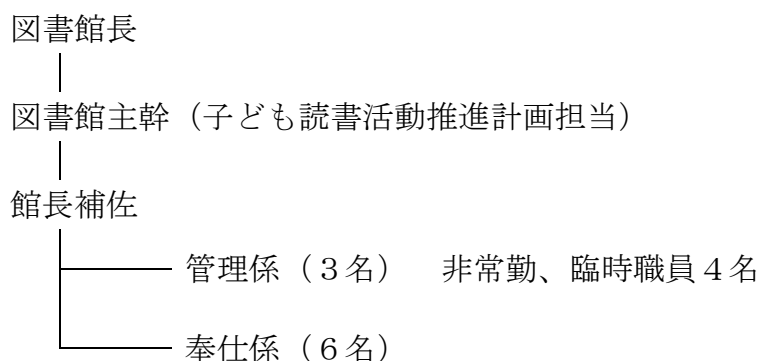 図書館長
図書館主幹（子ども読書活動推進計画担当）
館長補佐
管理係（３名）　非常勤、臨時職員４名
奉仕係（６名）